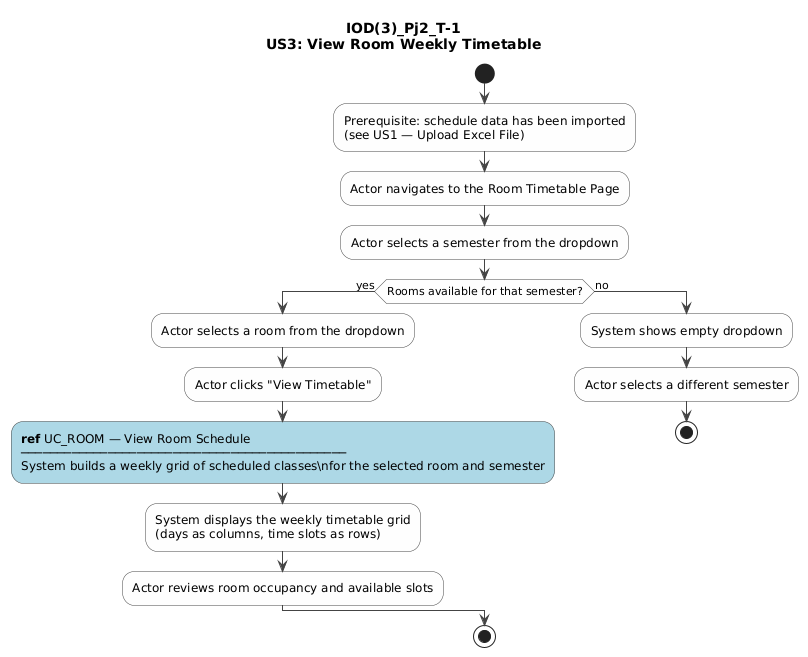 IOD(3)_Pj2_T-1
US3: View Room Weekly Timetable
Prerequisite: schedule data has been imported
(see US1 — Upload Excel File)
Actor navigates to the Room Timetable Page
Actor selects a semester from the dropdown
Rooms available for that semester?
yes
no
Actor selects a room from the dropdown
System shows empty dropdown
Actor clicks "View Timetable"
Actor selects a different semester
ref UC_ROOM — View Room Schedule
System builds a weekly grid of scheduled classes\nfor the selected room and semester
System displays the weekly timetable grid
(days as columns, time slots as rows)
Actor reviews room occupancy and available slots